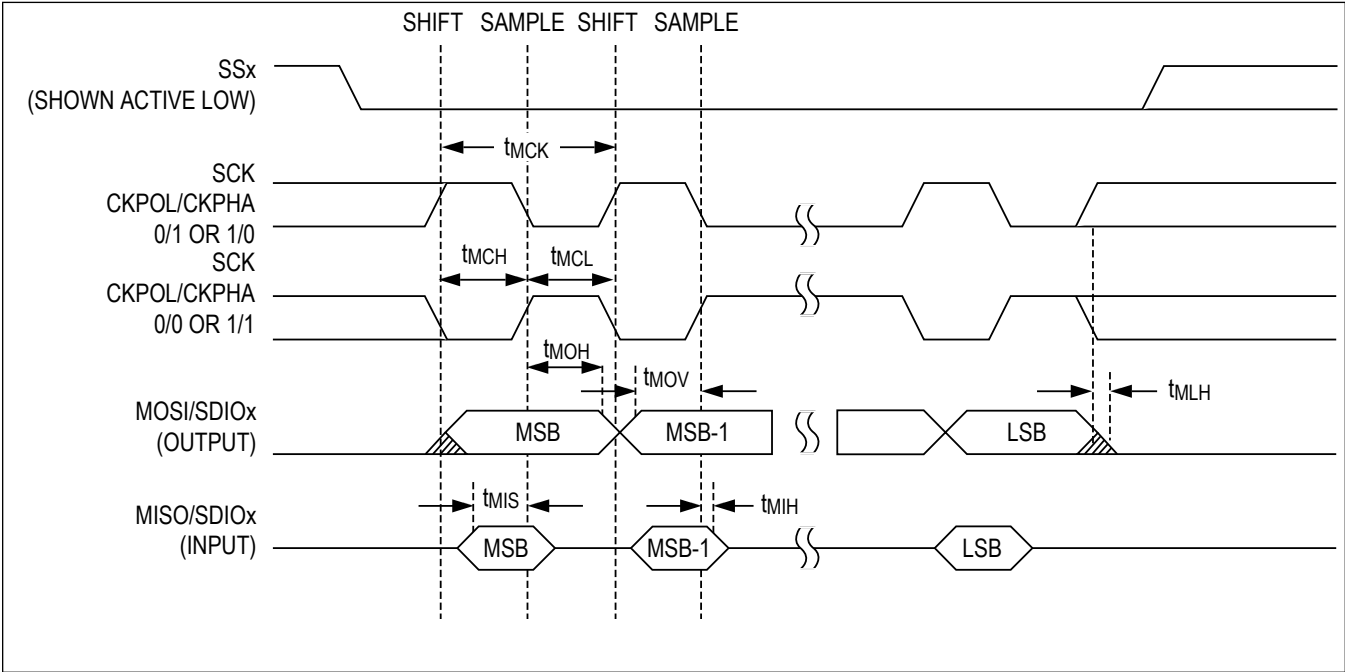 SHIFT SAMPLE SHIFT SAMPLE
SSx
(SHOWN ACTIVE LOW)
tMCK
SCK
CKPOL/CKPHA
0/1 OR 1/0
tMCH
tMCL
SCK
CKPOL/CKPHA
0/0 OR 1/1
tMOH
tMOV
tMLH
MOSI/SDIOx
(OUTPUT)
MSB
MSB-1
LSB
tMIS
tMIH
MISO/SDIOx
(INPUT)
MSB
MSB-1
LSB